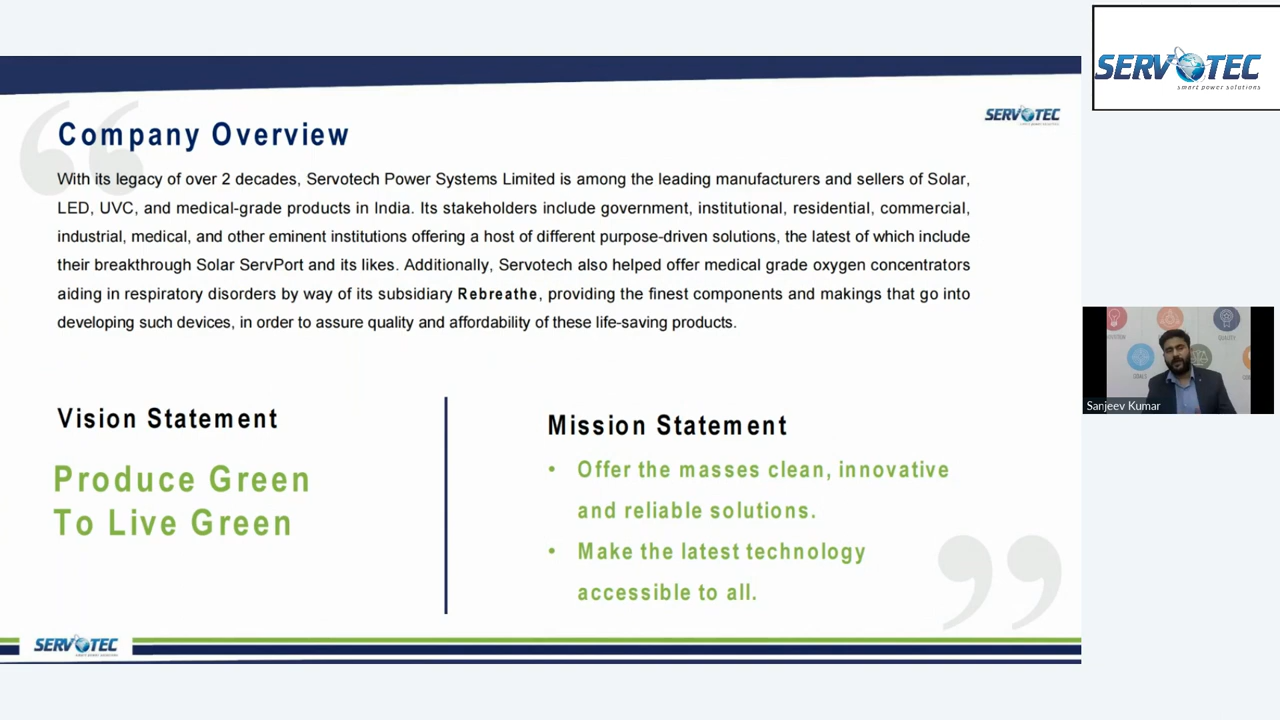 SERVOTEC
smart power solutions
SERVOTEC
Company Overview
With its legacy of over 2 decades, Servotech Power Systems Limited is among the leading manufacturers and sellers of Solar,
LED, UVC, and medical-grade products in India. Its stakeholders include government, institutional, residential, commercial,
industrial, medical, and other eminent institutions offering a host of different purpose-driven solutions, the latest of which include
their breakthrough Solar ServPort and its likes. Additionally, Servotech also helped offer medical grade oxygen concentrators
aiding in respiratory disorders by way of its subsidiary Rebreathe, providing the finest components and makings that go into
developing such devices, in order to assure quality and affordability of these life-saving products.
Vision Statement
Produce Green
To Live Green
Mission Statement
• Offer the masses clean, innovative
and reliable solutions.
• Make the latest technology
accessible to all.
QUALITY
GOALS
Sanjeev Kumar
SERVOTEC
smart power solutions